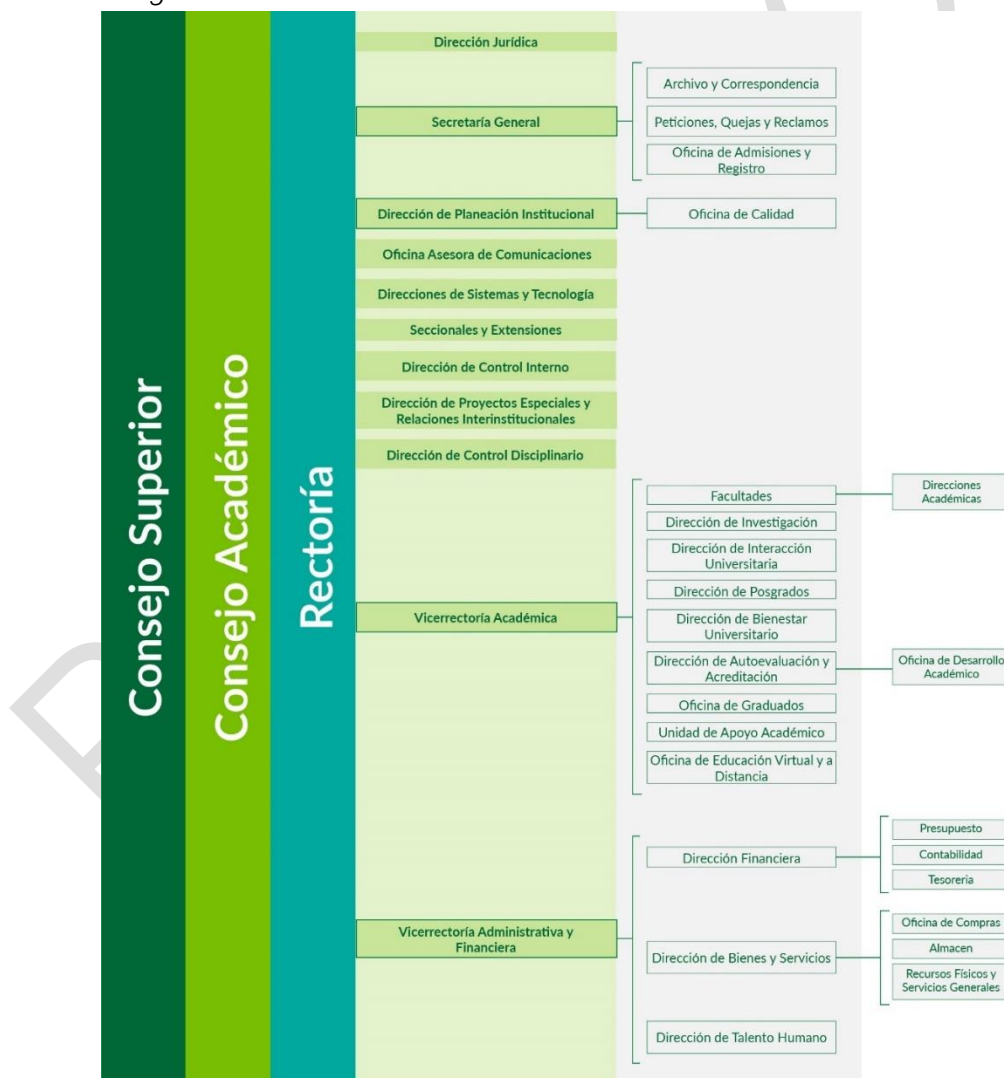 Consejo Superior
Consejo Académico
Rectoría
Dirección Jurídica
Secretaría General
Archivo y Correspondencia
Peticiones, Quejas y Reclamos
Oficina de Admisiones y
Registro
Dirección de Planeación Institucional
Oficina de Calidad
Oficina Asesora de Comunicaciones
Direcciones de Sistemas y Tecnología
Seccionales y Extensiones
Dirección de Control Interno
Dirección de Proyectos Especiales y
Relaciones Interinstitucionales
Dirección de Control Disciplinario
Vicerrectoría Académica
Facultades
Direcciones
Académicas
Dirección de Investigación
Dirección de Interacción
Universitaria
Dirección de Posgrados
Dirección de Bienestar
Universitario
Dirección de Autoevaluación y
Acreditación
Oficina de Desarrollo
Académico
Oficina de Graduados
Unidad de Apoyo Académico
Oficina de Educación Virtual y a
Distancia
Vicerrectoría Administrativa y
Financiera
Dirección Financiera
Presupuesto
Contabilidad
Tesoreria
Dirección de Bienes y Servicios
Oficina de Compras
Almacen
Recursos Físicos y
Servicios Generales
Dirección de Talento Humano